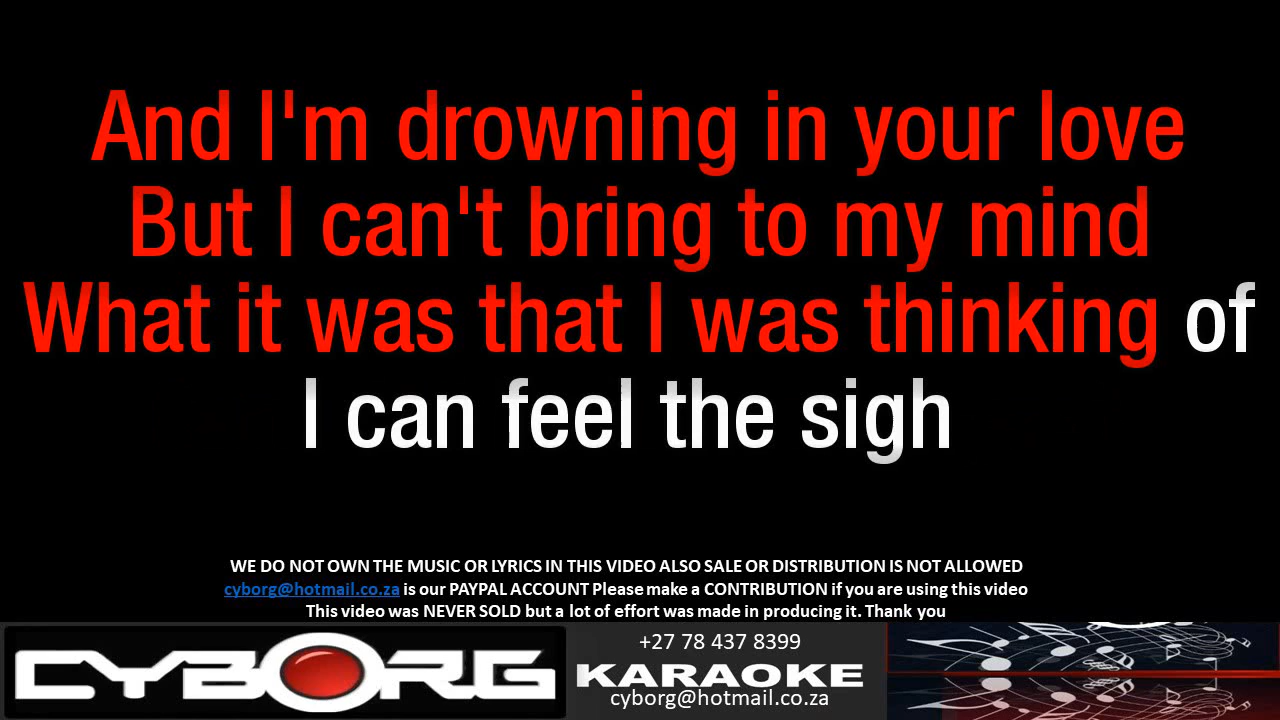 And I'm drowning in your love
But I can't bring to my mind
What it was that I was thinking of
I can feel the sigh
WE DO NOT OWN THE MUSIC OR LYRICS IN THIS VIDEO ALSO SALE OR DISTRIBUTION IS NOT ALLOWED
cyborg@hotmail.co.za is our PAYPAL ACCOUNT Please make a CONTRIBUTION if you are using this video
This video was NEVER SOLD but a lot of effort was made in producing it. Thank you
CYBORG
+27 78 437 8399
KARAOKE
cyborg@hotmail.co.za